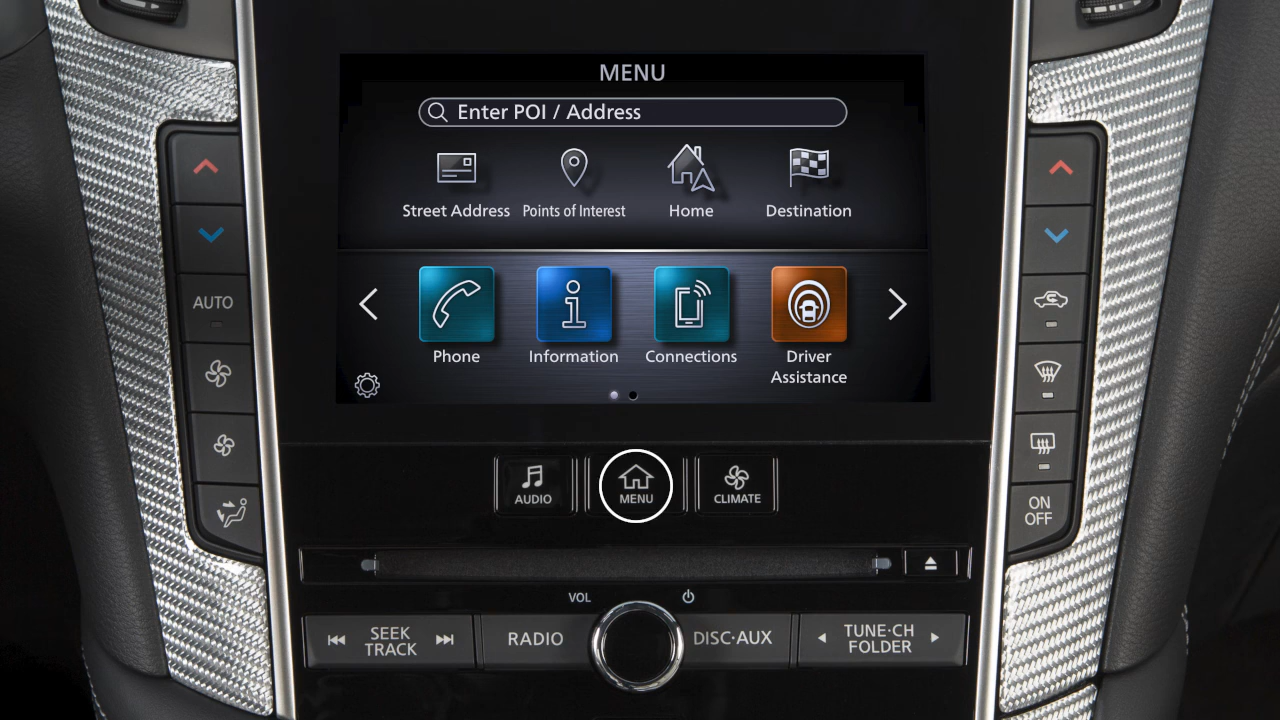 MENU
Enter POI / Address
Street Address Points of Interest Home Destination
AUTO
Phone Information Connections Driver
Assistance
AUDIO MENU CLIMATE
ON
OFF
VOL
SEEK
TRACK
RADIO DISC·AUX
TUNE·CH
FOLDER